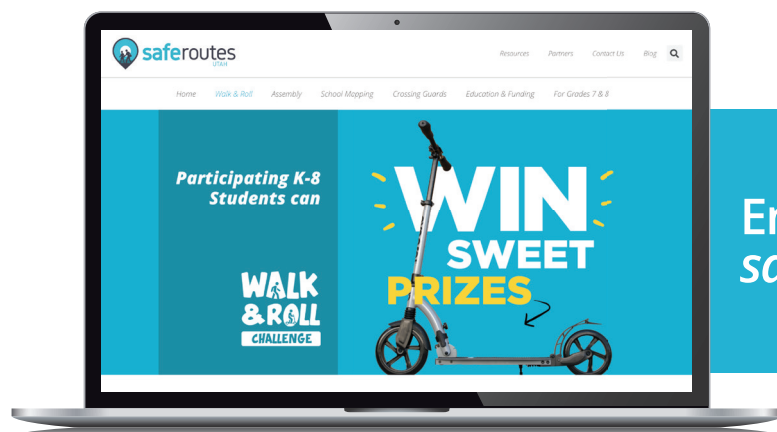 saferoutes
UTAH
Resources Partners Contact Us Blog
Home Walk & Roll Assembly School Mapping Crossing Guards Education & Funding For Grades 7 & 8
Participating K-8
Students can
WIN
SWEET
PRIZES
WALK
& ROLL
CHALLENGE